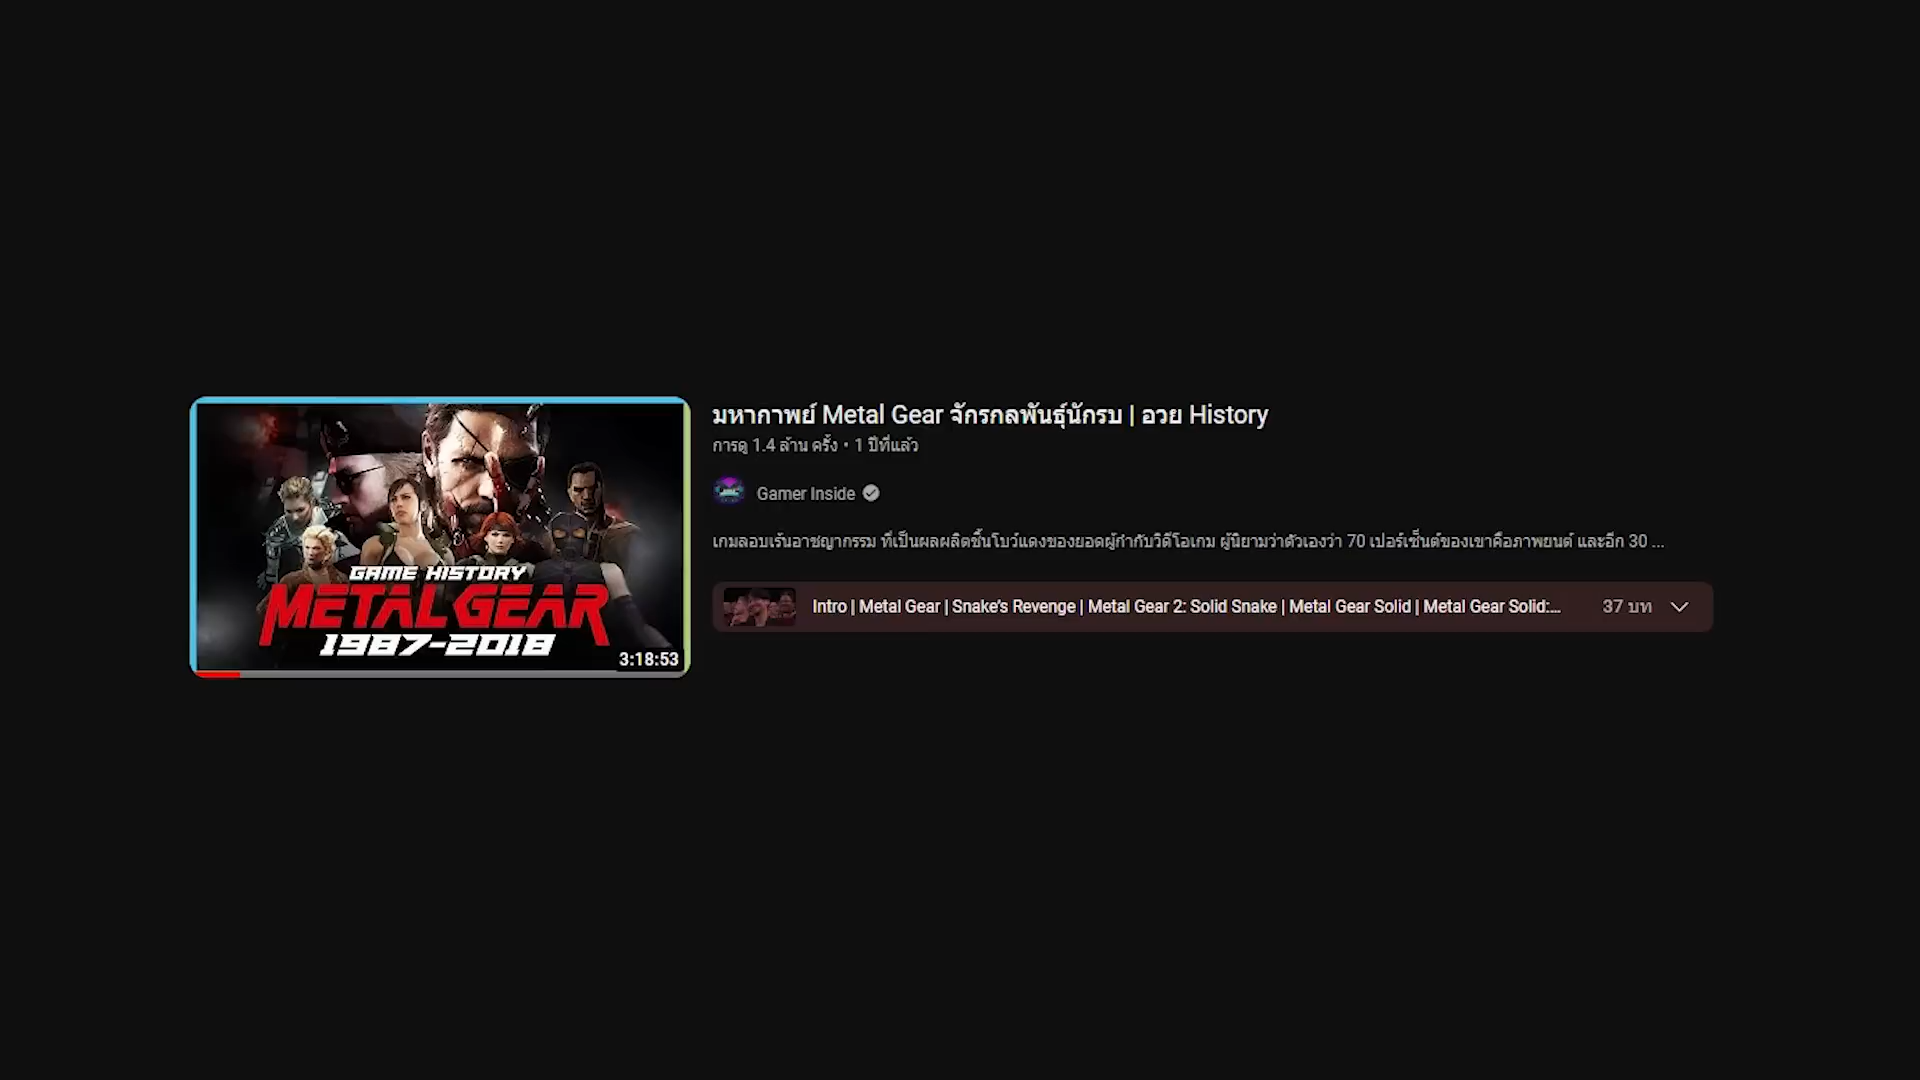 GAME HISTORY
METAL GEAR
1987-2018
3:18:53
มหากาพย์ Metal Gear จักรกลพันธุ์นักรบ | อวย History
การดู 1.4 ล้าน ครั้ง • 1 ปีที่แล้ว
Gamer Inside
เกมลอบเร้นอาชญากรรม ที่เป็นผลผลิตชิ้นโบว์แดงของยอดผู้กำกับวิดีโอเกม ผู้นิยามว่าตัวเองว่า 70 เปอร์เซ็นต์ของเขาคือภาพยนต์ และอีก 30 ...
Intro | Metal Gear | Snake's Revenge | Metal Gear 2: Solid Snake | Metal Gear Solid | Metal Gear Solid:...
37 บท